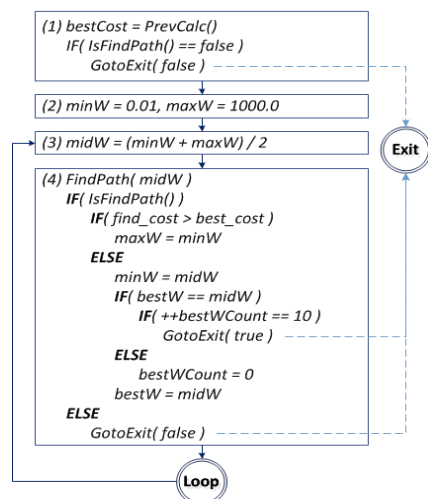 (1) bestCost = PrevCalc()
IF( IsFindPath() == false )
GotoExit( false )
(2) minW = 0.01, maxW = 1000.0
(3) midW = (minW + maxW) / 2
Exit
(4) FindPath( midW )
IF( IsFindPath() )
IF( find_cost > best_cost )
maxW = minW
ELSE
minW = midW
IF( bestW == midW )
IF( ++bestWCount == 10 )
GotoExit( true )
ELSE
bestWCount = 0
bestW = midW
ELSE
GotoExit( false )
Loop